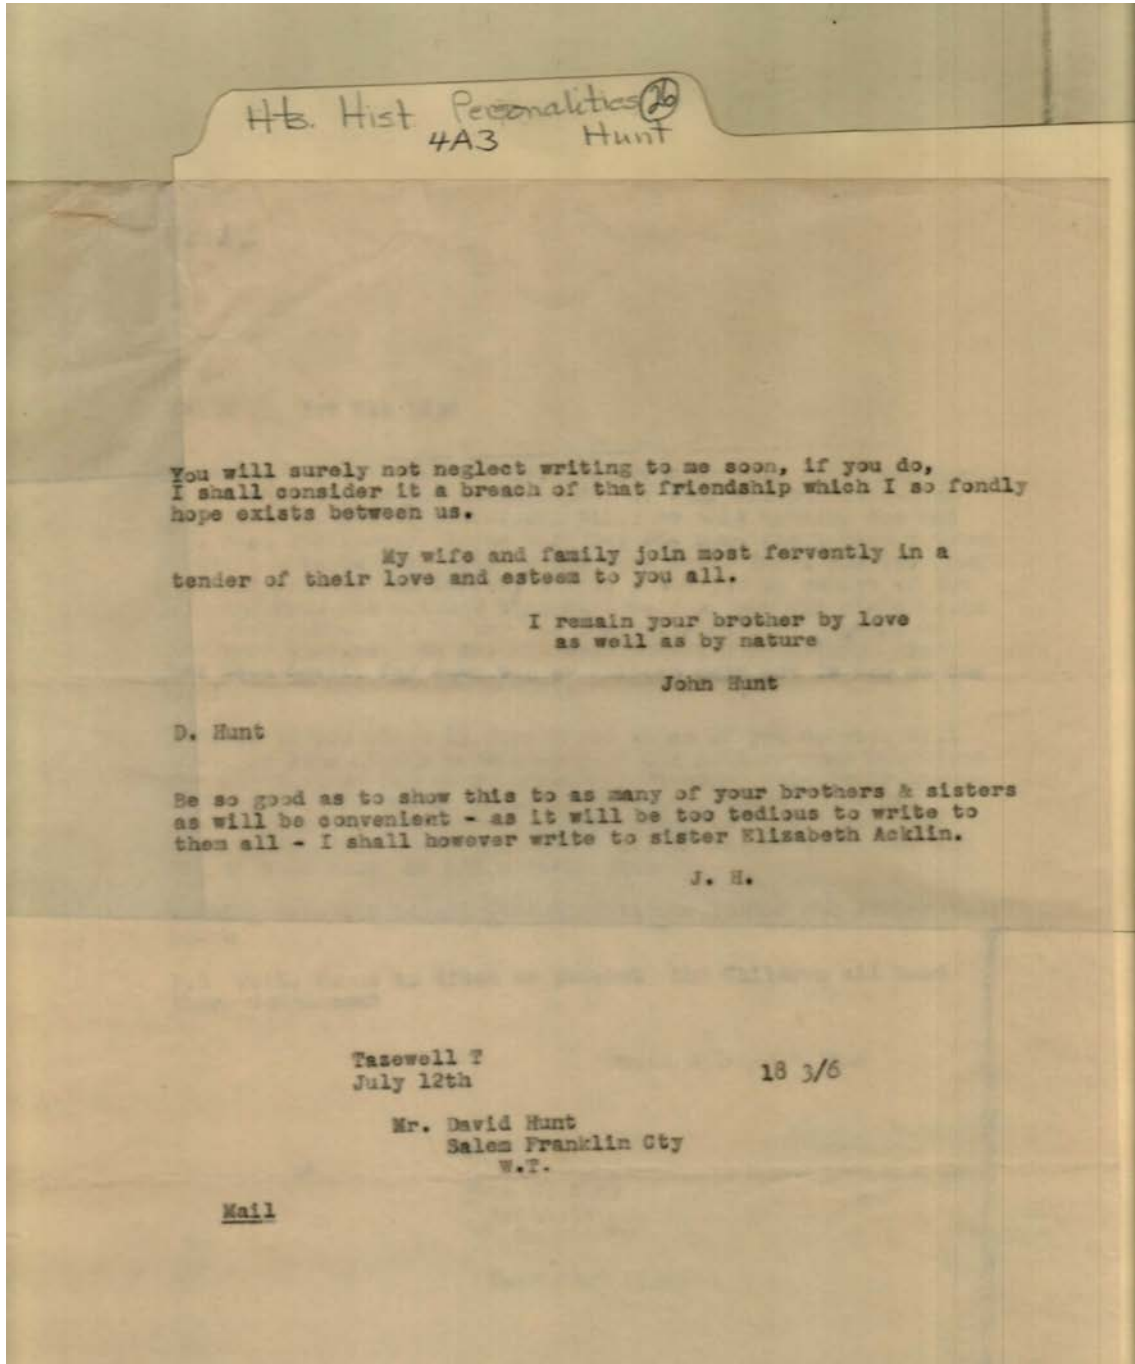 Hts. Hist Personalities 26
4A3 Hunt
You will surely not neglect writing to me soon, if you do,
I shall consider it a breach of that friendship which I so fondly
hope exists between us.
My wife and family join most fervently in a
tender of their love and esteem to you all.
I remain your brother by love
as well as by nature
John Hunt
D. Hunt
Be so good as to show this to as many of your brothers & sisters
as will be convenient - as it will be too tedious to write to
them all - I shall however write to sister Elizabeth Acklin.
J. H.
Tazewell T
July 12th
18 3/6
Mr. David Hunt
Salem Franklin Cty
W.T.
Mail